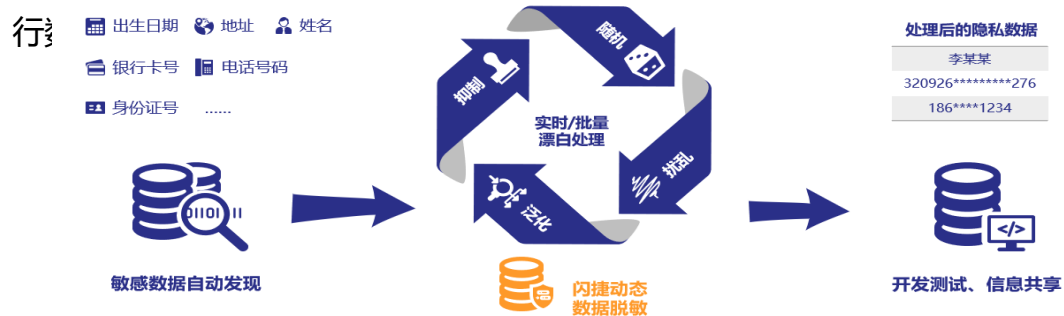 行
出生日期 地址 姓名
银行卡号 电话号码
身份证号 ......
01101 11
敏感数据自动发现
抑制
随机
扰乱
泛化
实时/批量
漂白处理
闪捷动态
数据脱敏
处理后的隐私数据
李某某
320926*********276
186****1234
</>
开发测试、信息共享